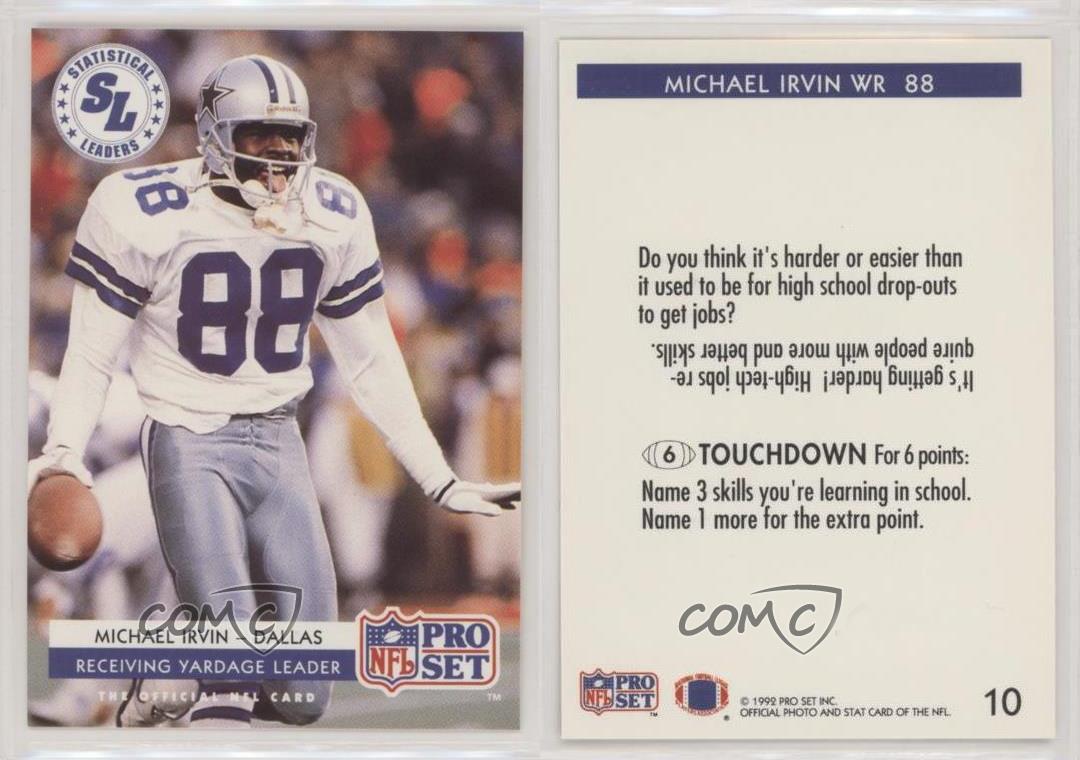 STATISTICAL
SL
LEADERS
88
88
88
MICHAEL IRVIN – DALLAS
RECEIVING YARDAGE LEADER
THE OFFICIAL NFL CARD
NFL
PRO
SET
™
COMC
MICHAEL IRVIN WR 88
Do you think it's harder or easier than
it used to be for high school drop-outs
to get jobs?
It's getting harder! High-tech jobs re-
quire people with more and better skills.
6 TOUCHDOWN For 6 points:
Name 3 skills you're learning in school.
Name 1 more for the extra point.
COMC
NFL
PRO
SET
™
®
© 1992 PRO SET INC.
OFFICIAL PHOTO AND STAT CARD OF THE NFL.
10